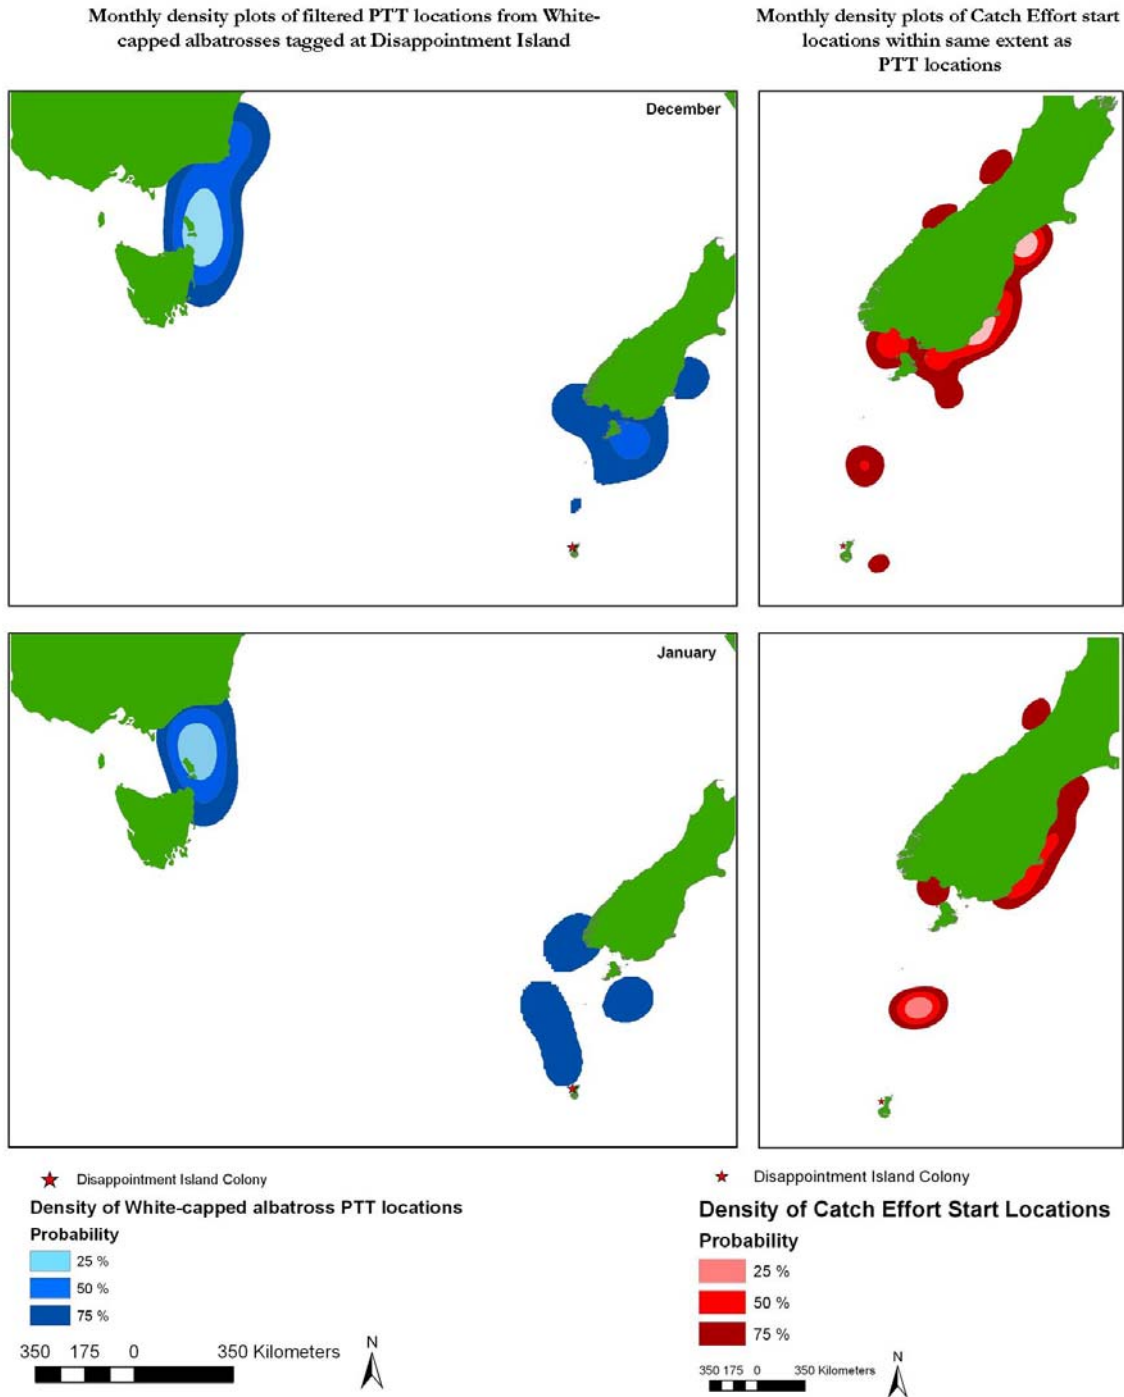 Monthly density plots of filtered PTT locations from White-
capped albatrosses tagged at Disappointment Island
Monthly density plots of Catch Effort start
locations within same extent as
PTT locations
December
January
Disappointment Island Colony
Density of White-capped albatross PTT locations
Probability
25 %
50 %
75 %
350 175 0 350 Kilometers
N
Disappointment Island Colony
Density of Catch Effort Start Locations
Probability
25 %
50 %
75 %
350 175 0 350 Kilometers
N